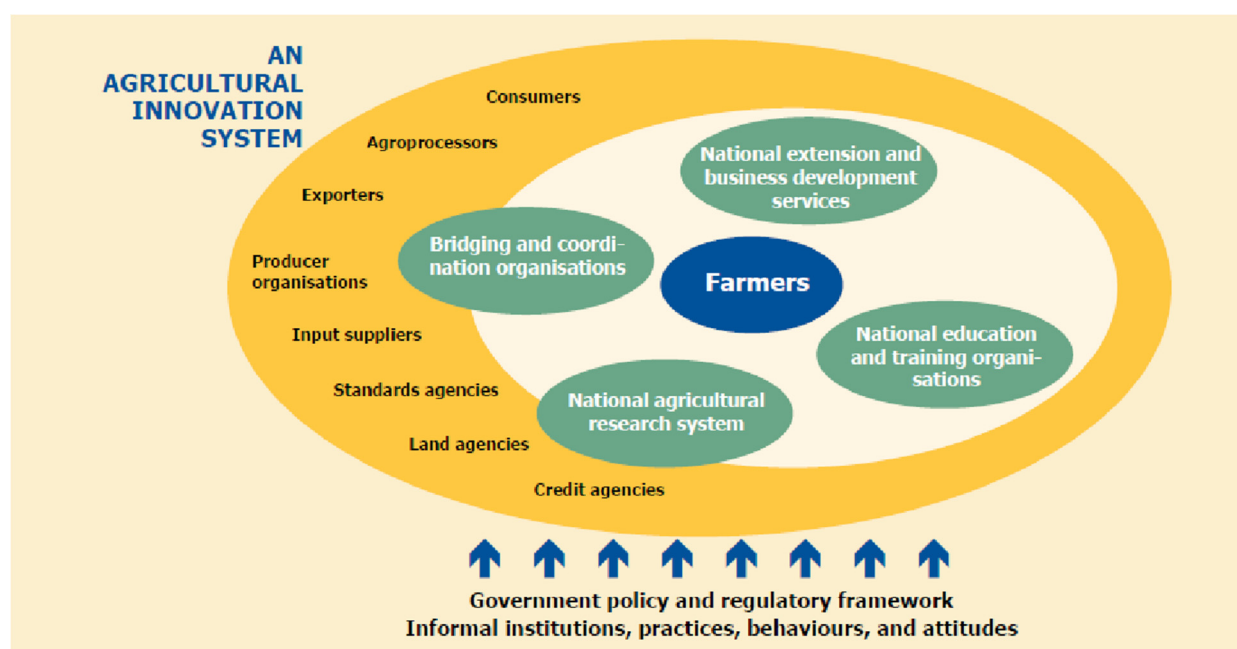 AN
AGRICULTURAL
INNOVATION
SYSTEM
Consumers
Agroprocessors
Exporters
Producer
organisations
Input suppliers
Standards agencies
Land agencies
Credit agencies
National extension and
business development
services
Bridging and coordi-
nation organisations
Farmers
National education
and training organi-
sations
National agricultural
research system
Government policy and regulatory framework
Informal institutions, practices, behaviours, and attitudes